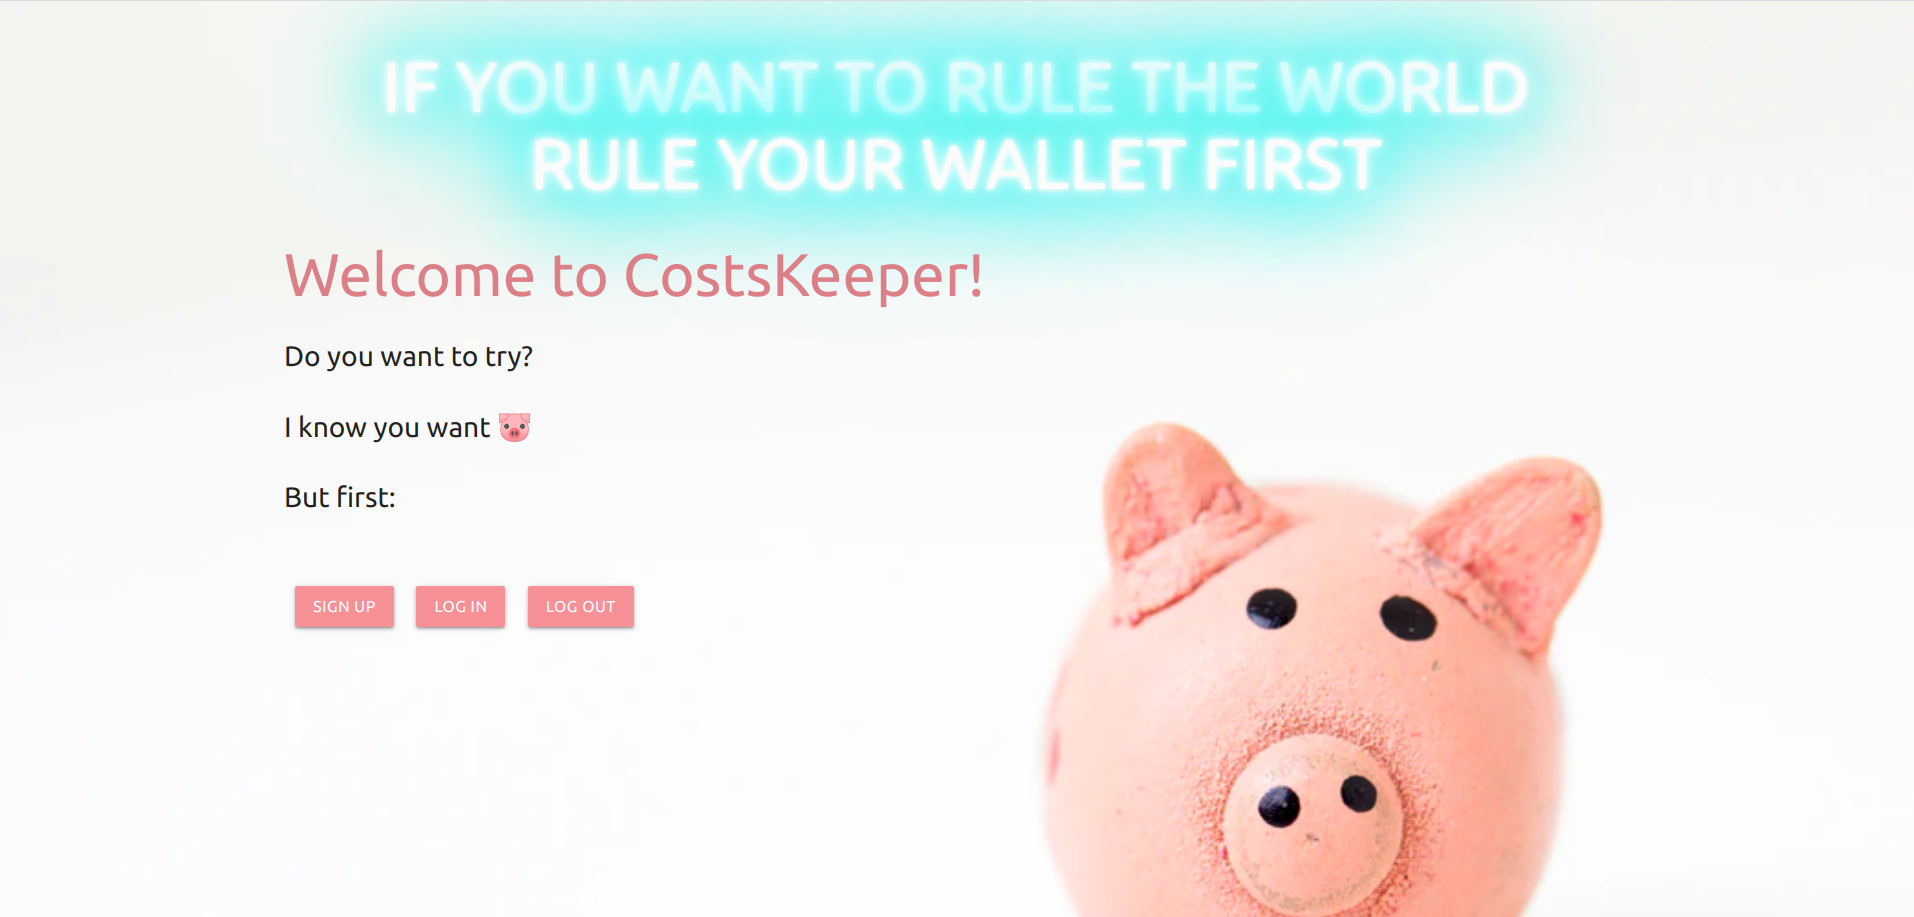 IF YOU WANT TO RULE THE WORLD
RULE YOUR WALLET FIRST
Welcome to CostsKeeper!
Do you want to try?
I know you want 🐷
But first:
SIGN UP LOG IN LOG OUT